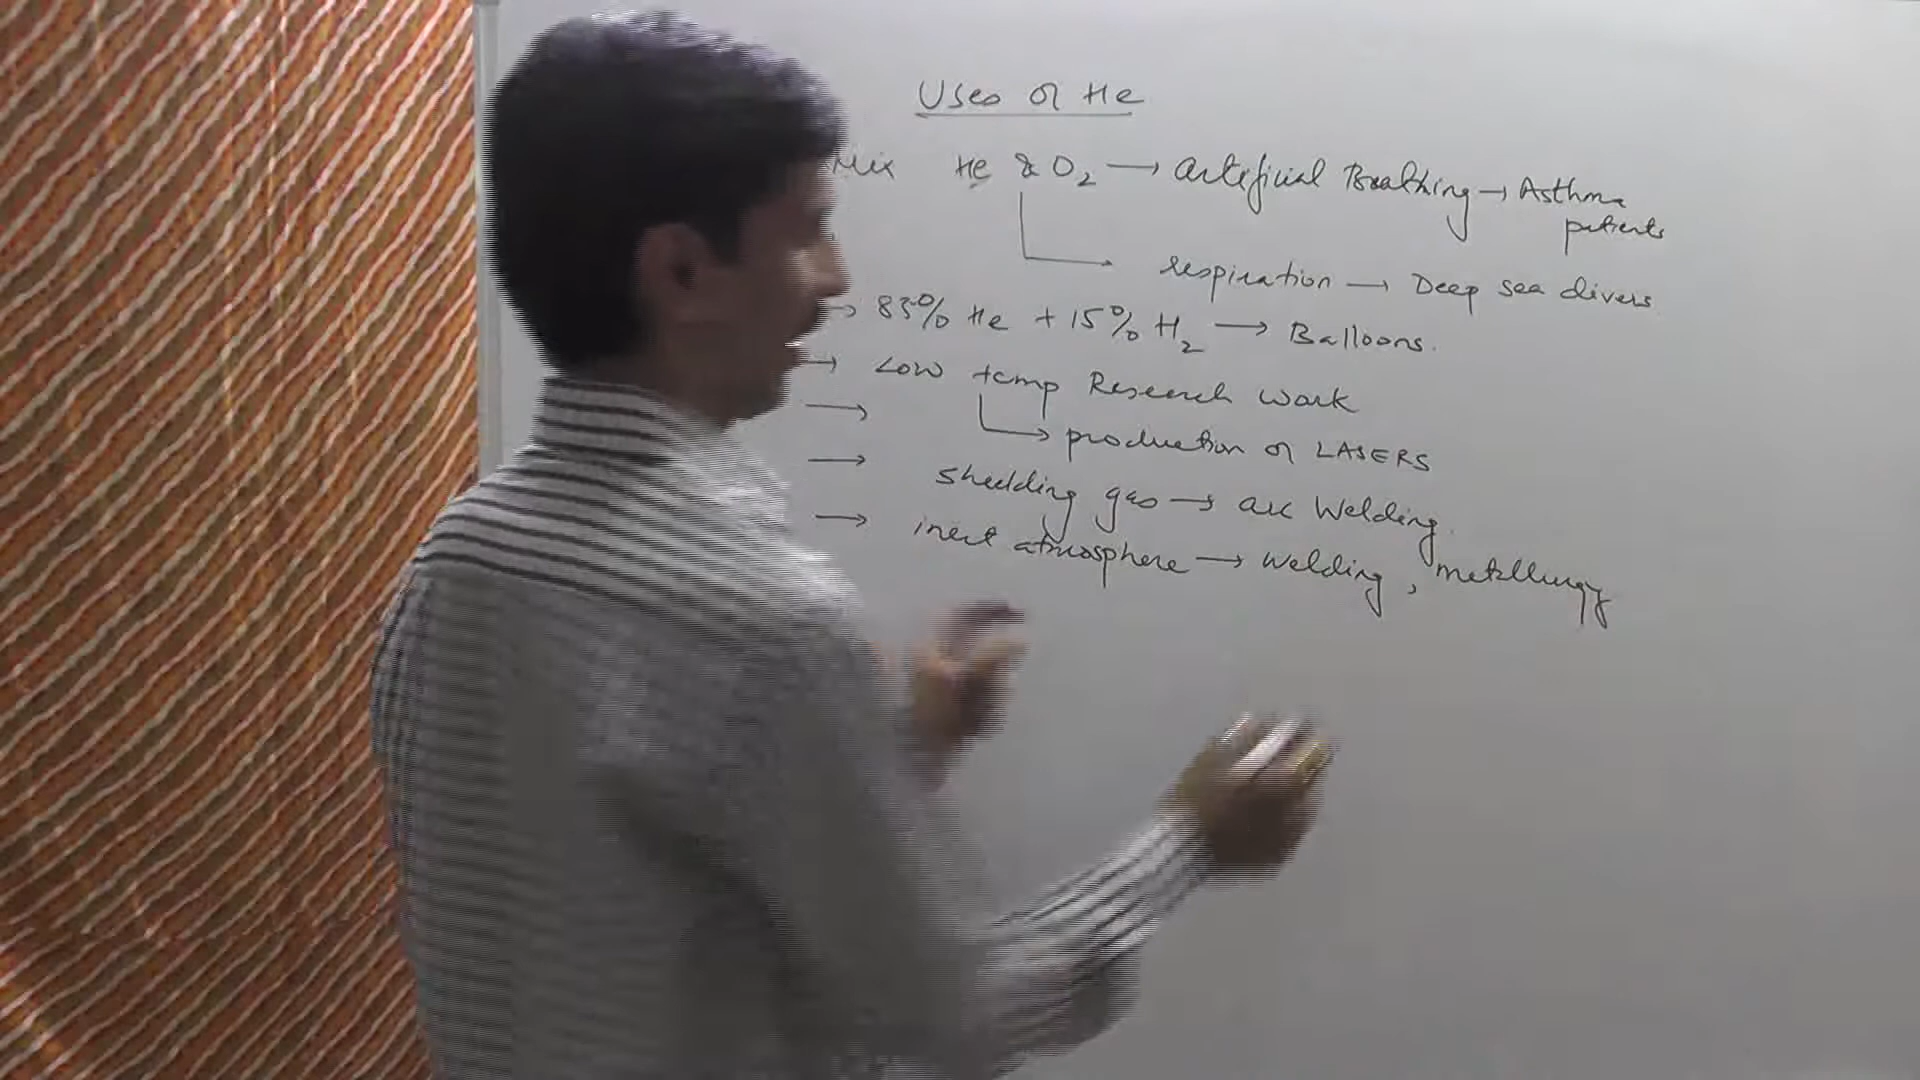 Uses of He
Mix He & O2 → Artificial Breathing → Asthma
patients
respiration → Deep sea divers
→ 85% He + 15% H2 → Balloons.
→ Low temp Research work
→ production of LASERS
→ sheilding gas → arc Welding.
→ inert atmosphere → Welding, metallurgy